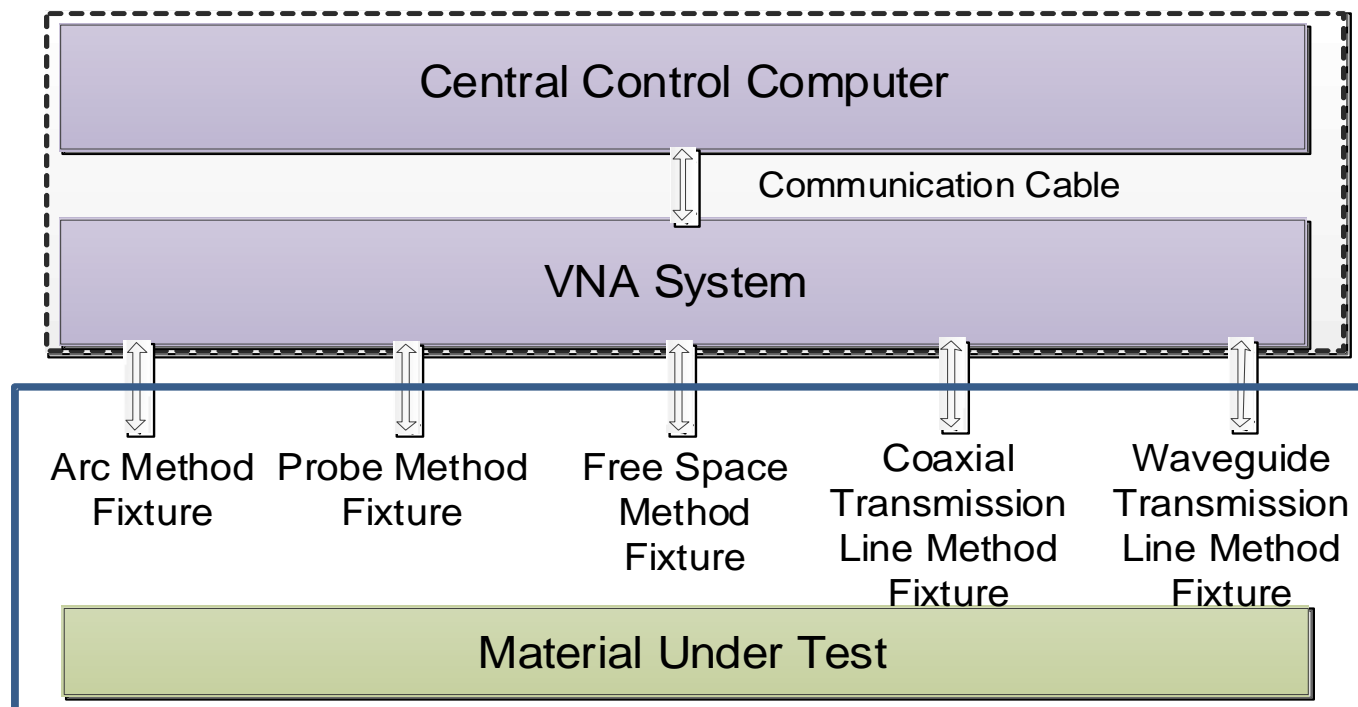 Central Control Computer
Communication Cable
VNA System
Arc Method
Fixture
Probe Method
Fixture
Free Space
Method
Fixture
Coaxial
Transmission
Line Method
Fixture
Waveguide
Transmission
Line Method
Fixture
Material Under Test